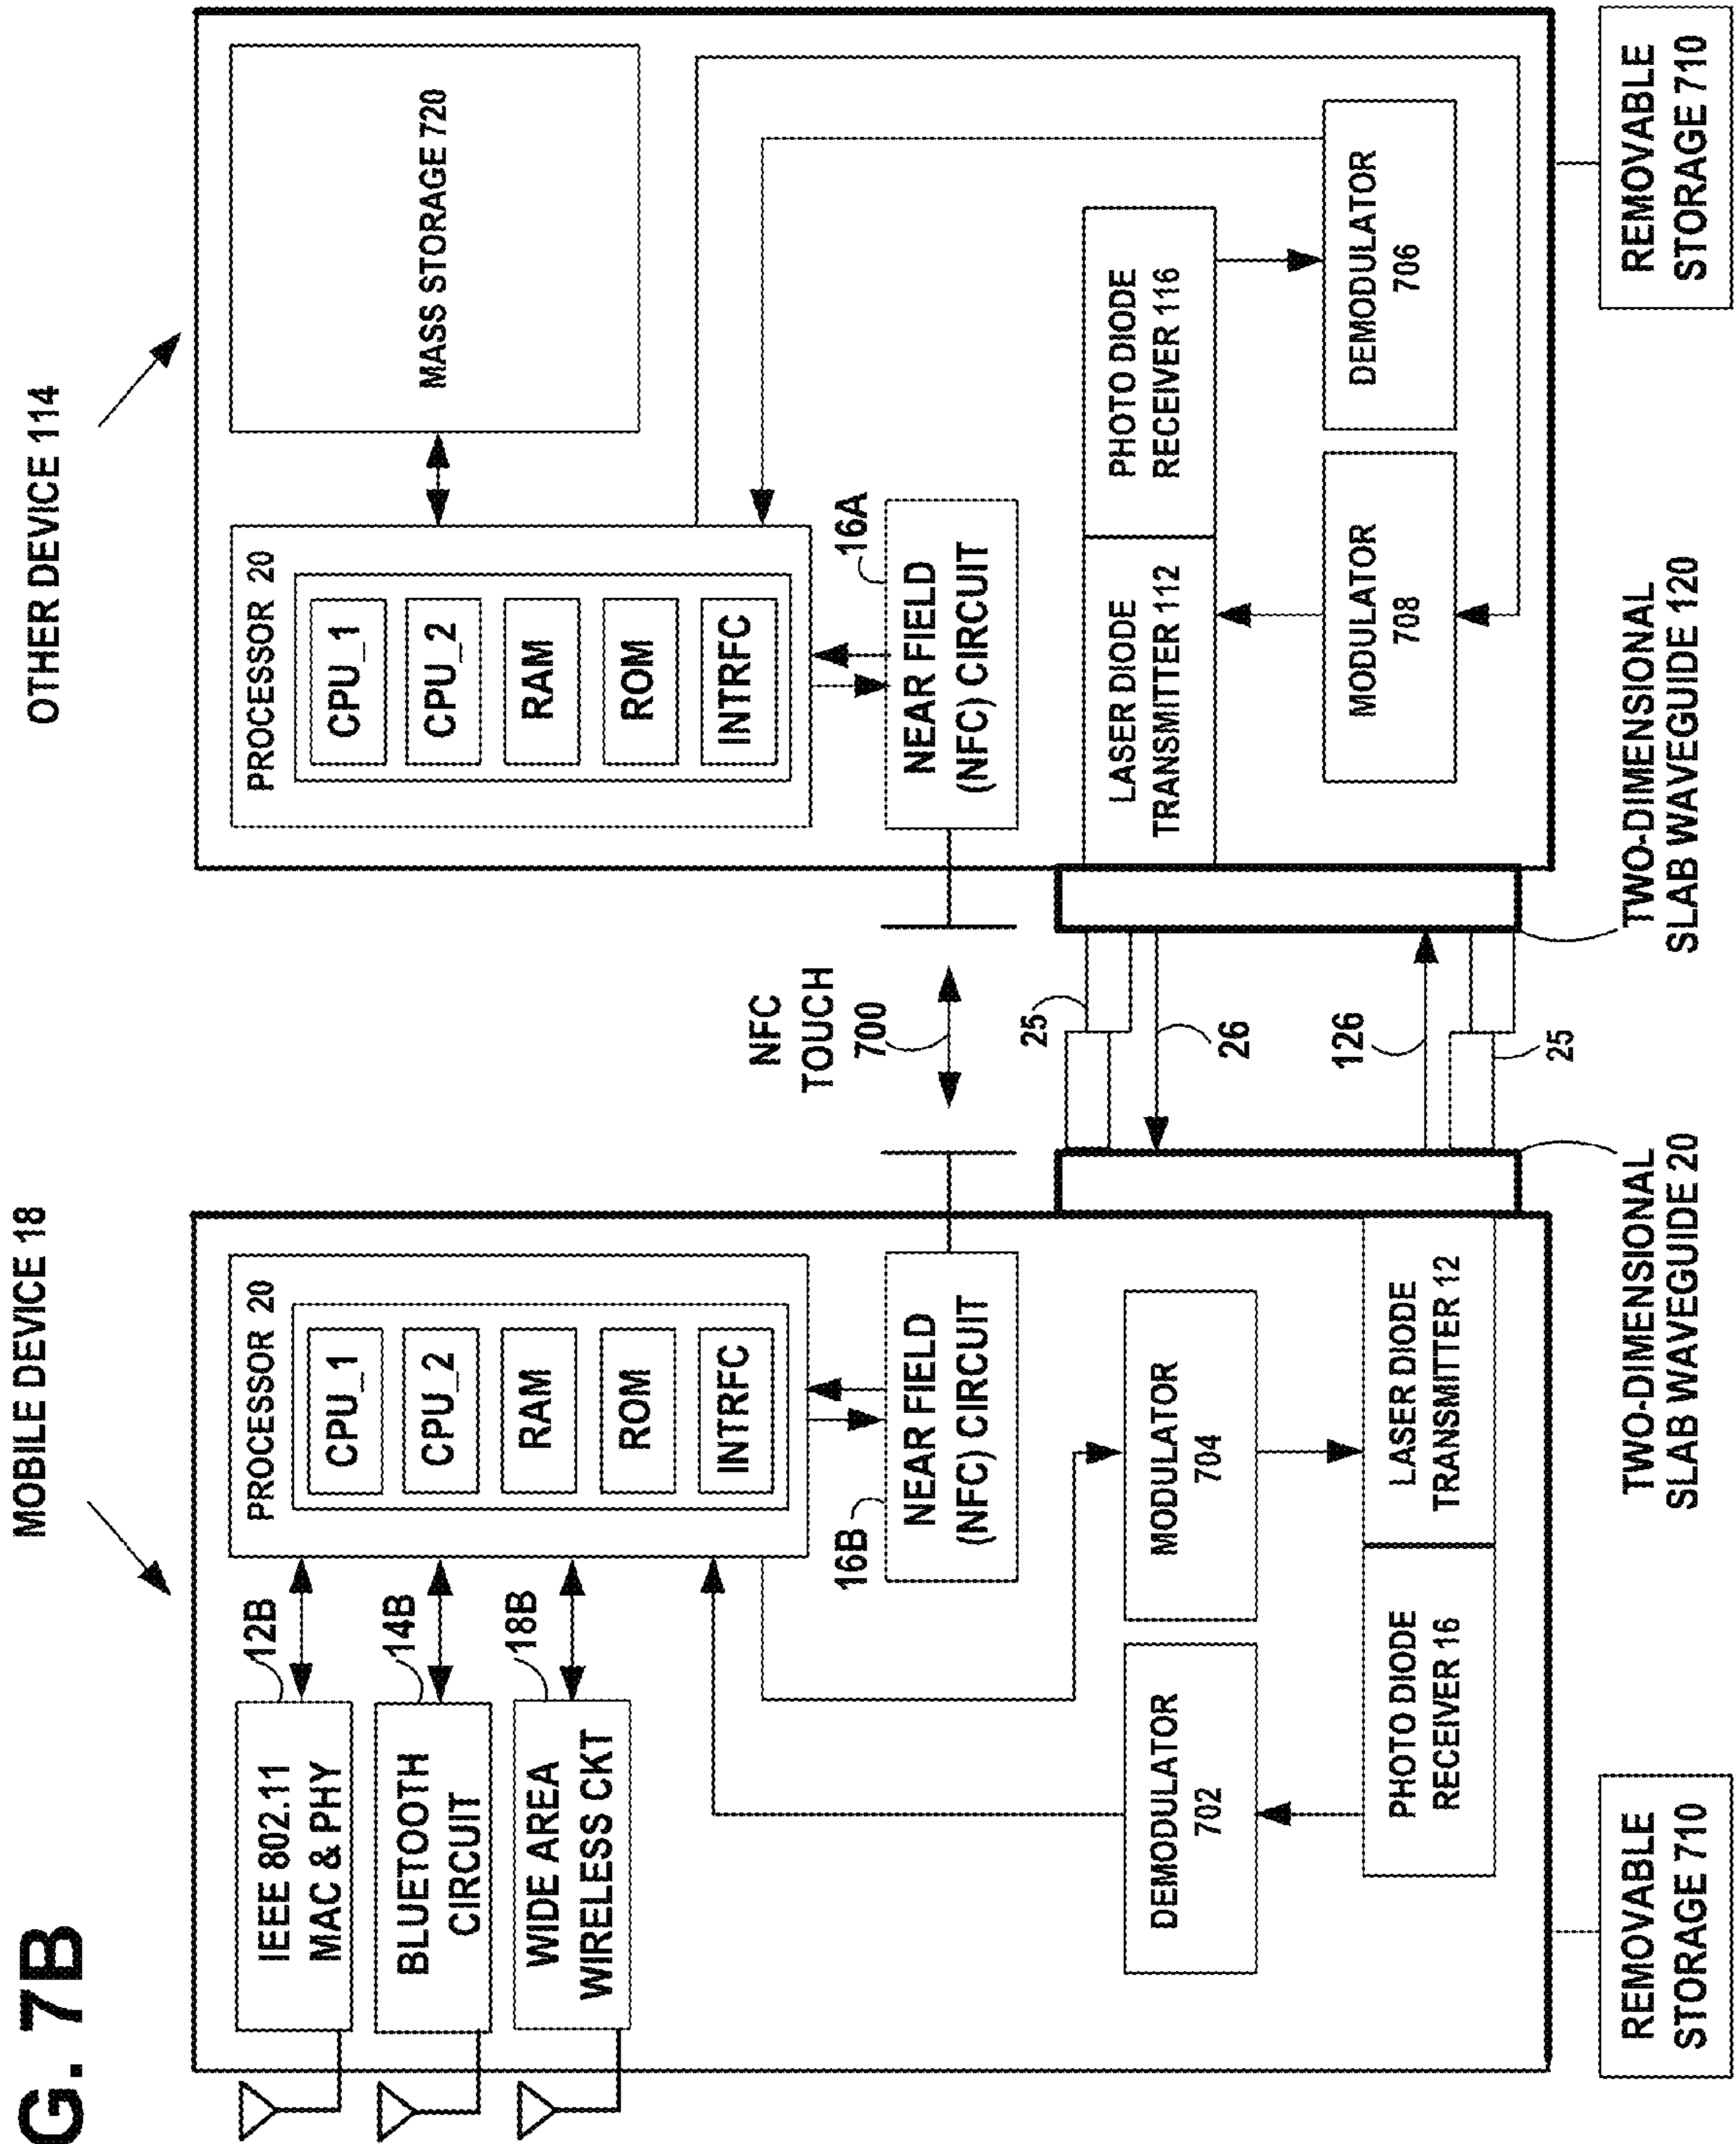 G. 7B
MOBILE DEVICE 18
OTHER DEVICE 114
IEEE 802.11
MAC & PHY
12B
BLUETOOTH
CIRCUIT
14B
WIDE AREA
WIRELESS CKT
18B
PROCESSOR 20
CPU_1
CPU_2
RAM
ROM
INTRFC
16B
NEAR FIELD
(NFC) CIRCUIT
DEMODULATOR
702
MODULATOR
704
PHOTO DIODE
RECEIVER 16
LASER DIODE
TRANSMITTER 12
REMOVABLE
STORAGE 710
TWO-DIMENSIONAL
SLAB WAVEGUIDE 20
NFC
TOUCH
700
25
26
126
25
PROCESSOR 20
CPU_1
CPU_2
RAM
ROM
INTRFC
MASS STORAGE 720
16A
NEAR FIELD
(NFC) CIRCUIT
LASER DIODE
TRANSMITTER 112
PHOTO DIODE
RECEIVER 116
MODULATOR
708
DEMODULATOR
706
TWO-DIMENSIONAL
SLAB WAVEGUIDE 120
REMOVABLE
STORAGE 710